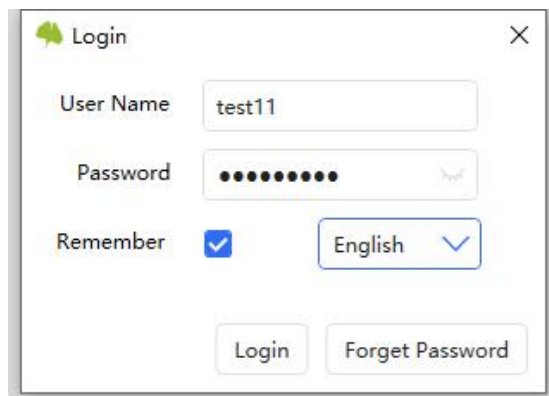 Login
User Name test11
Password •••••••••
Remember English
Login Forget Password